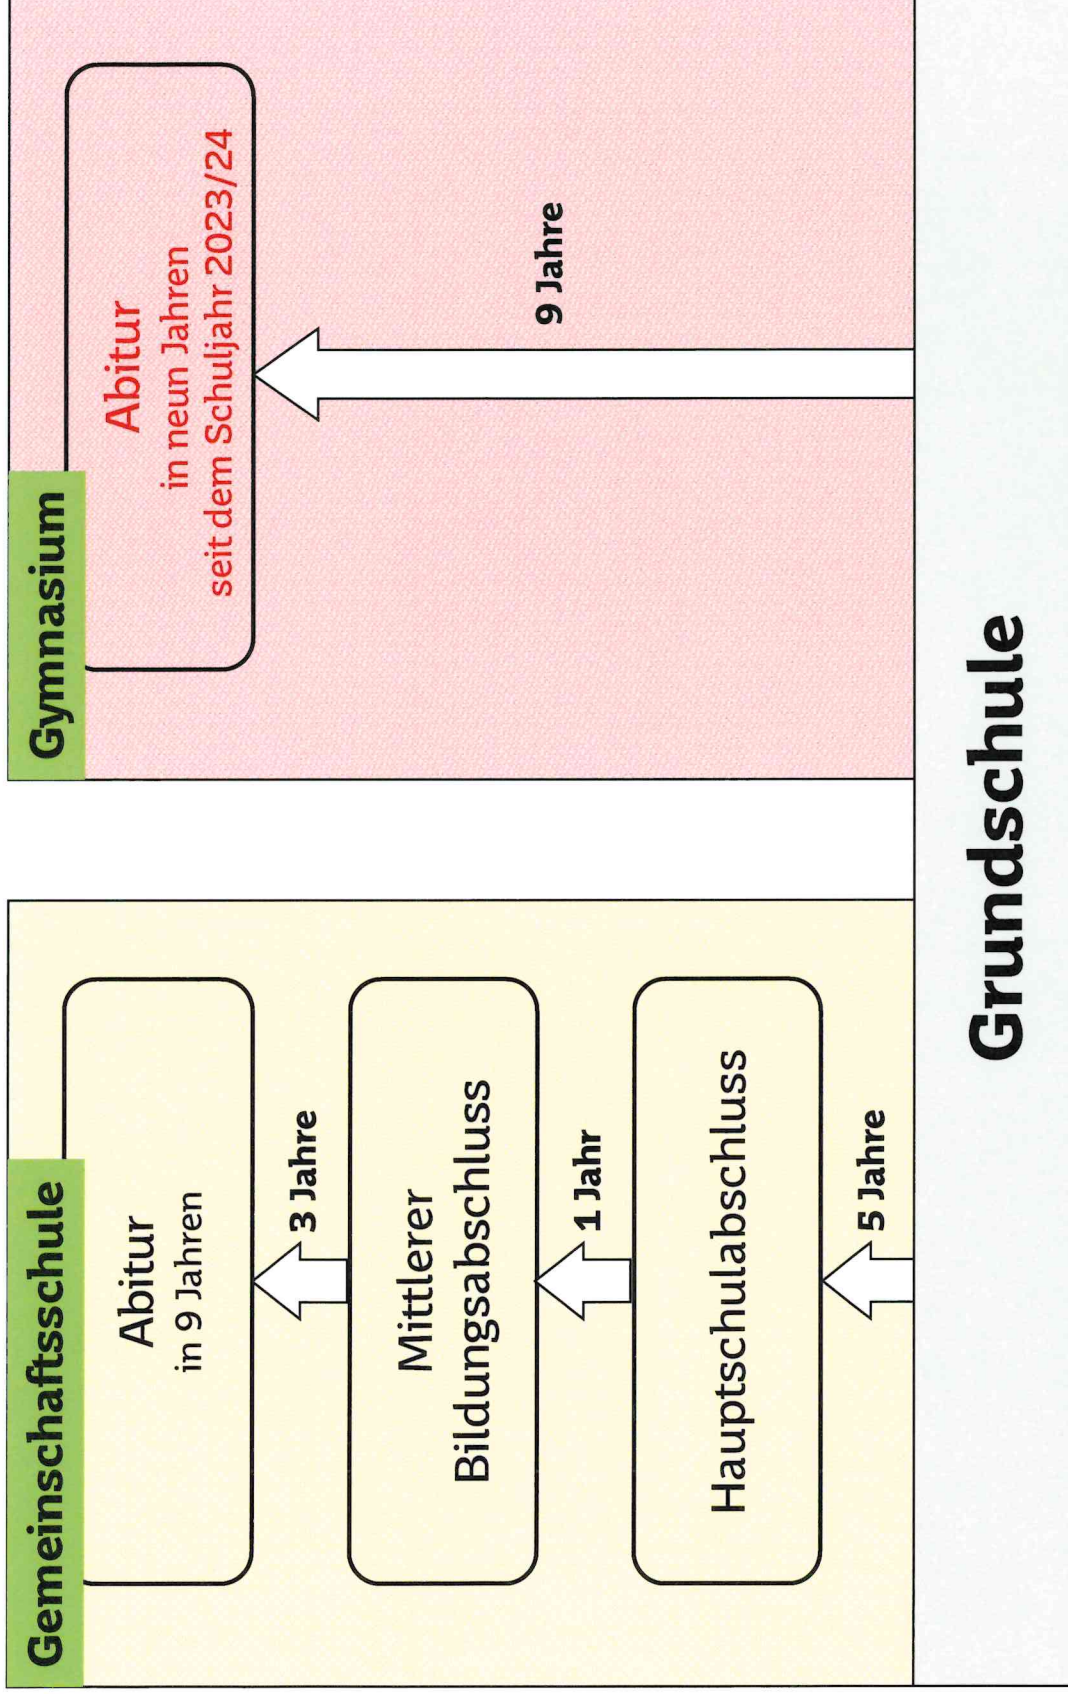 Gemeinschaftsschule
Abitur
in 9 Jahren
3 Jahre
Mittlerer
Bildungsabschluss
1 Jahr
Hauptschulabschluss
5 Jahre
Gymnasium
Abitur
in neun Jahren
seit dem Schuljahr 2023/24
9 Jahre
Grundschule